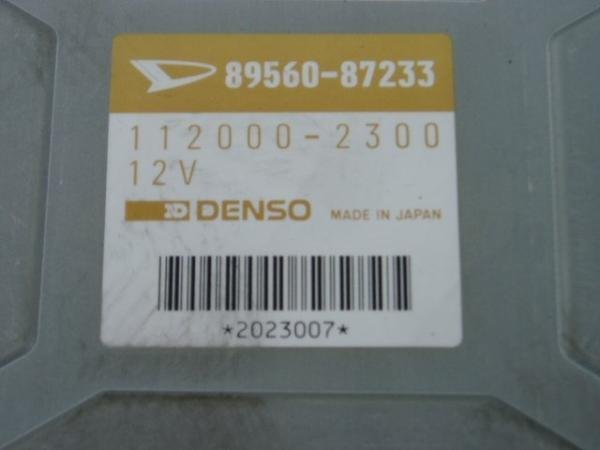 89560-87233
112000-2300
12V
DENSO MADE IN JAPAN
*2023007*